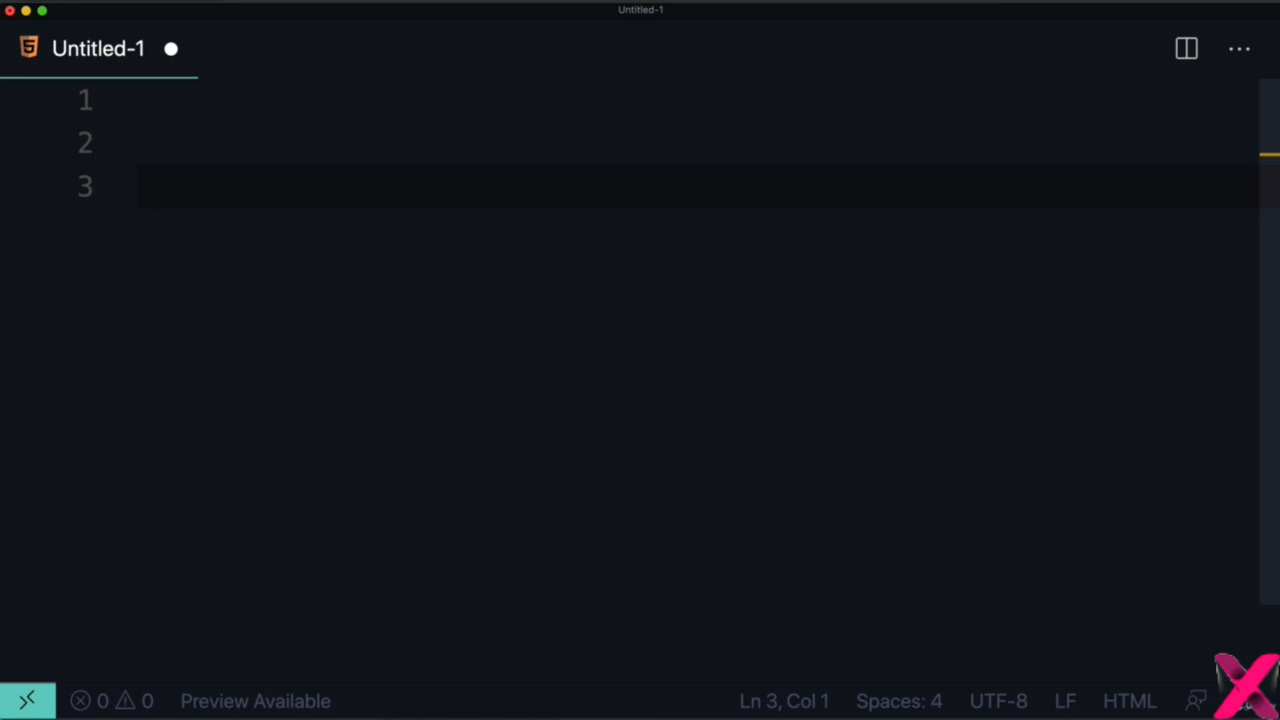 Untitled-1
Untitled-1
1
2
3
0 0 Preview Available Ln 3, Col 1 Spaces: 4 UTF-8 LF HTML
X